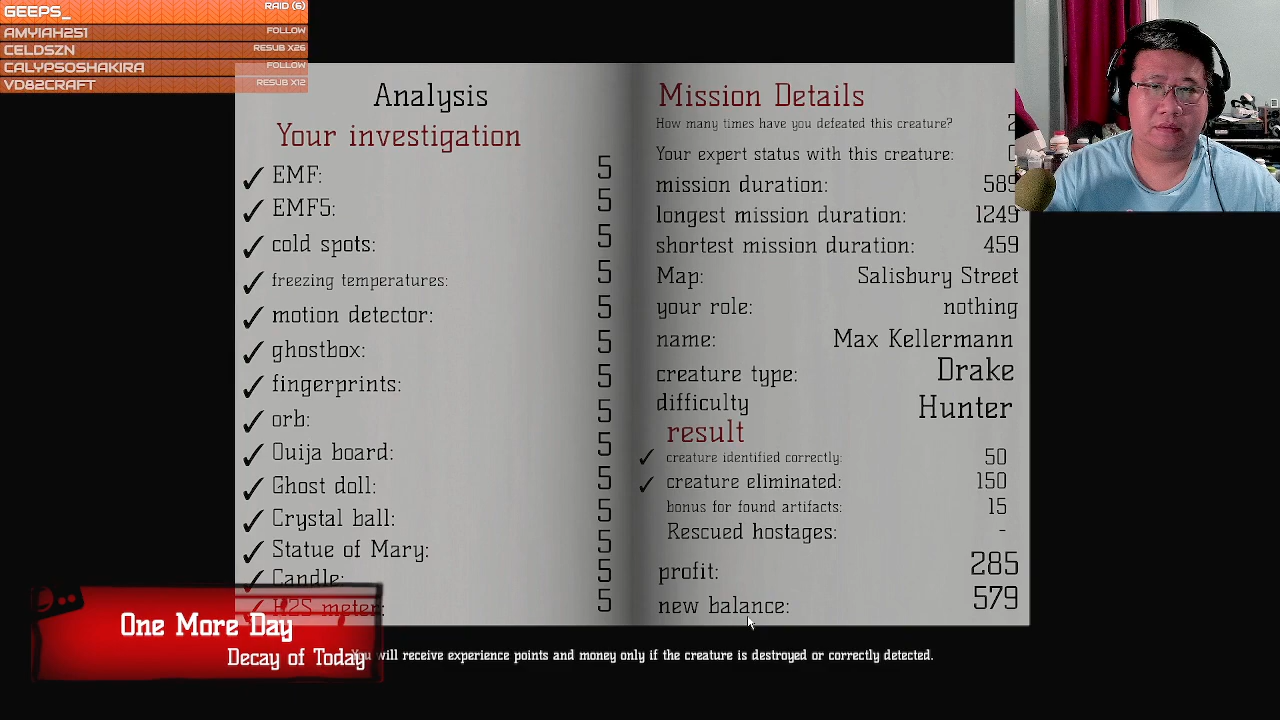 GEEPS_ RAID (6)
AMYIAH251 FOLLOW
CELDSZN RESUB X26
CALYPSOSHAKIRA FOLLOW
VD82CRAFT RESUB X12
Analysis
Your investigation
EMF: 5
EMF5: 5
cold spots: 5
freezing temperatures: 5
motion detector: 5
ghostbox: 5
fingerprints: 5
orb: 5
Ouija board: 5
Ghost doll: 5
Crystal ball: 5
Statue of Mary: 5
Candle: 5
H2S meter: 5
Mission Details
How many times have you defeated this creature? 2
Your expert status with this creature:
mission duration: 589
longest mission duration: 1249
shortest mission duration: 459
Map: Salisbury Street
your role: nothing
name: Max Kellermann
creature type: Drake
difficulty Hunter
result
creature identified correctly: 50
creature eliminated: 150
bonus for found artifacts: 15
Rescued hostages: -
profit: 285
new balance: 579
One More Day
Decay of Today
You will receive experience points and money only if the creature is destroyed or correctly detected.